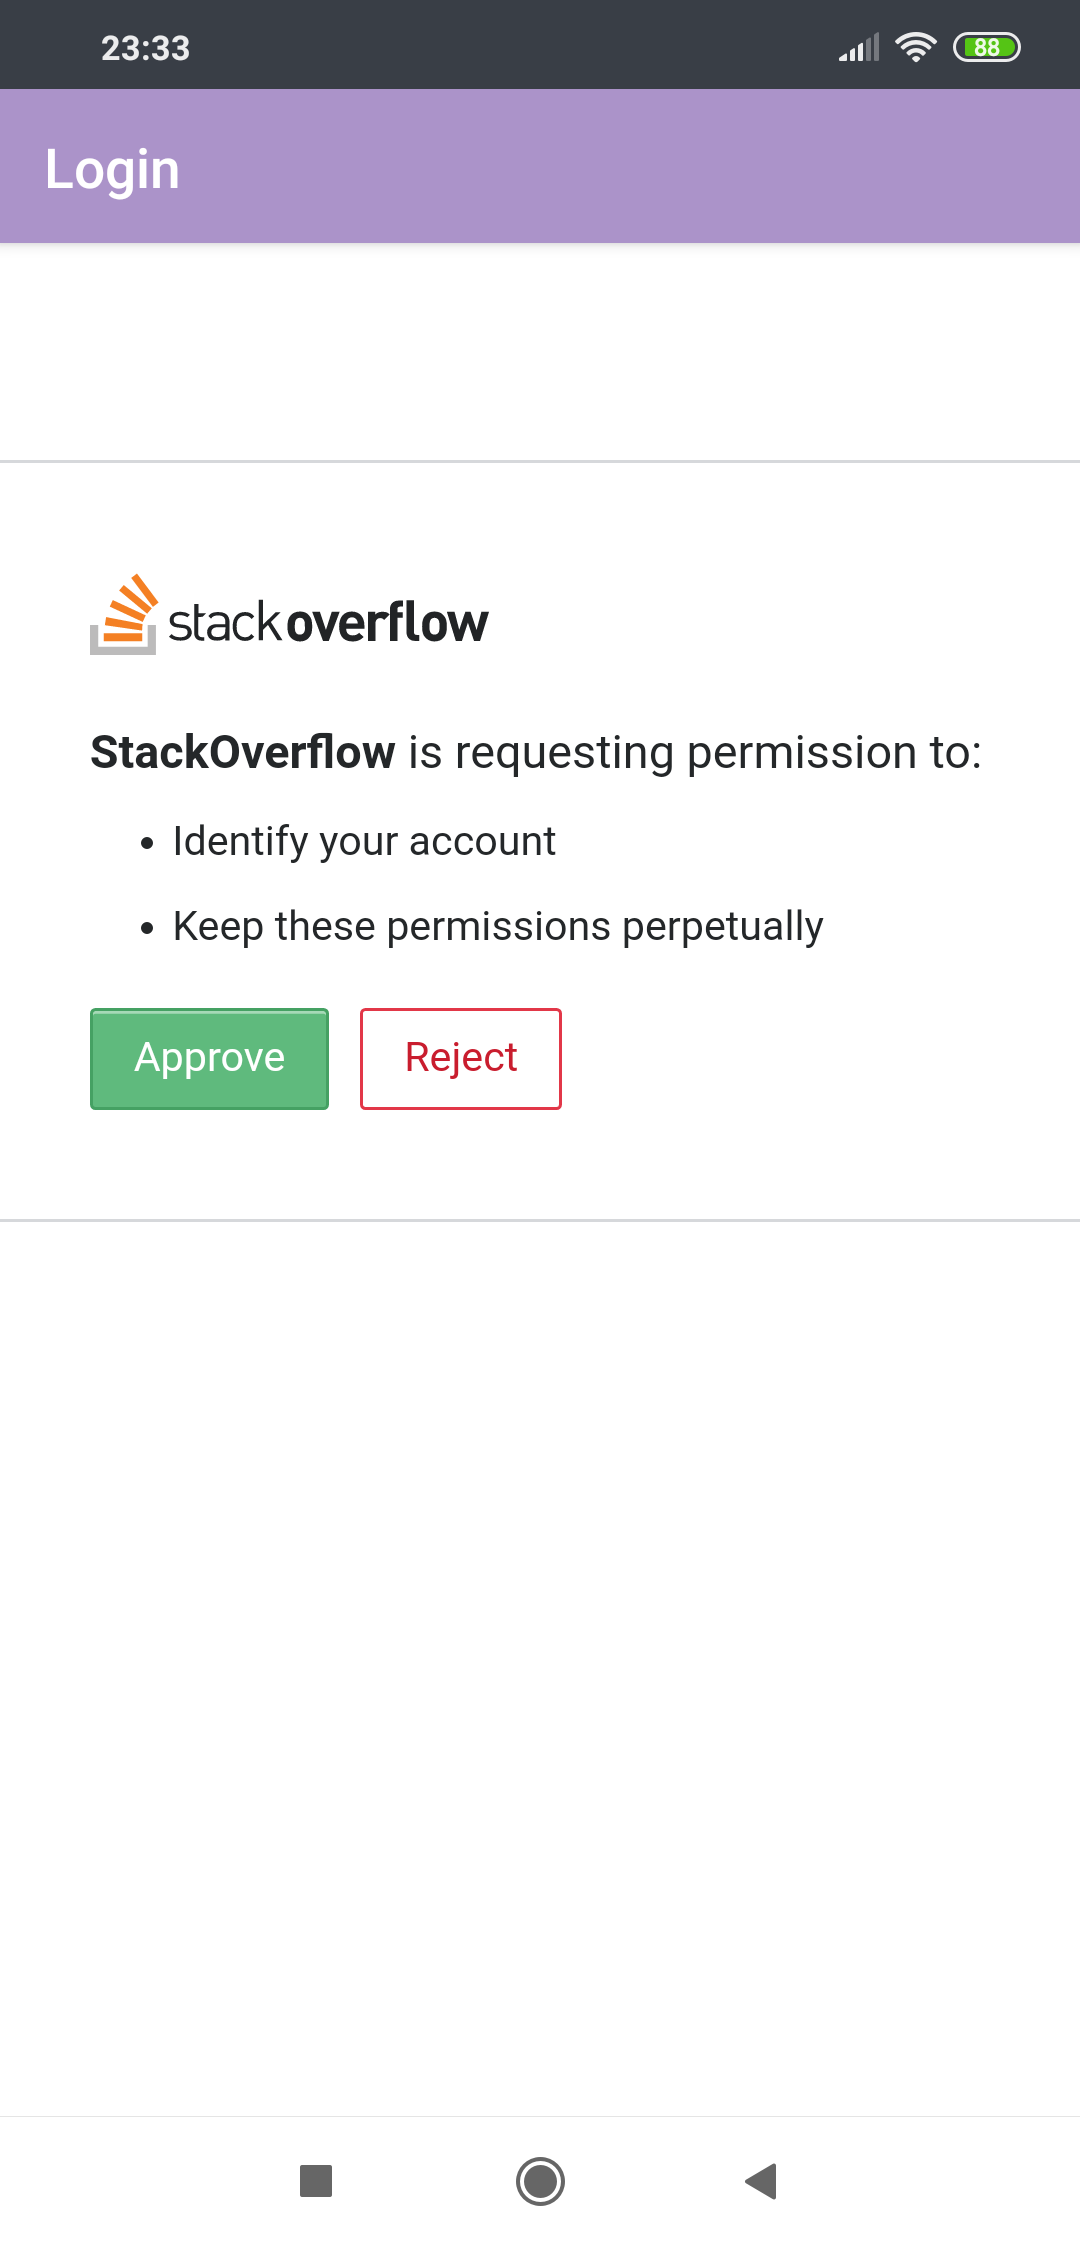 23:33
88
Login
stackoverflow
StackOverflow is requesting permission to:
• Identify your account
• Keep these permissions perpetually
Approve Reject